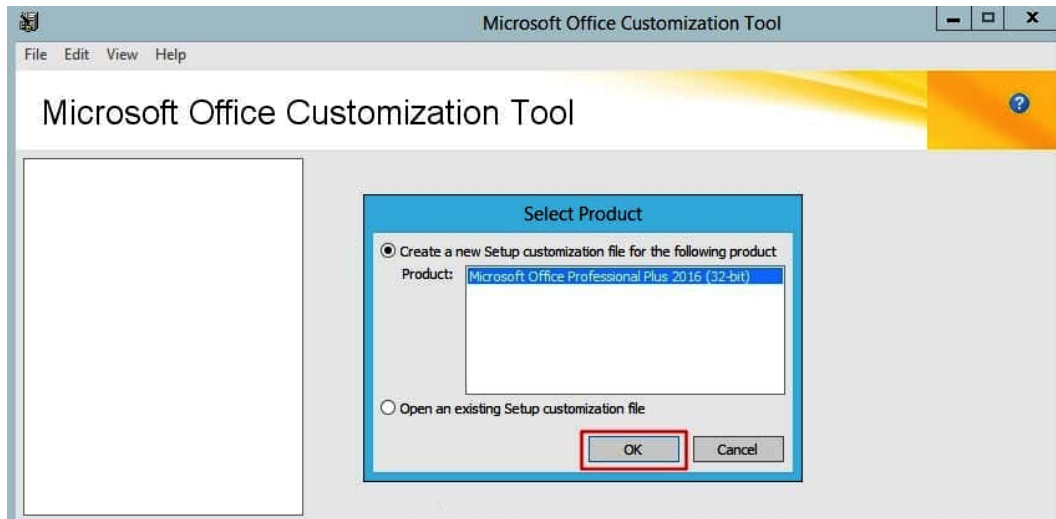 Microsoft Office Customization Tool
File Edit View Help
Microsoft Office Customization Tool
Select Product
Create a new Setup customization file for the following product
Product: Microsoft Office Professional Plus 2016 (32-bit)
Open an existing Setup customization file
OK Cancel